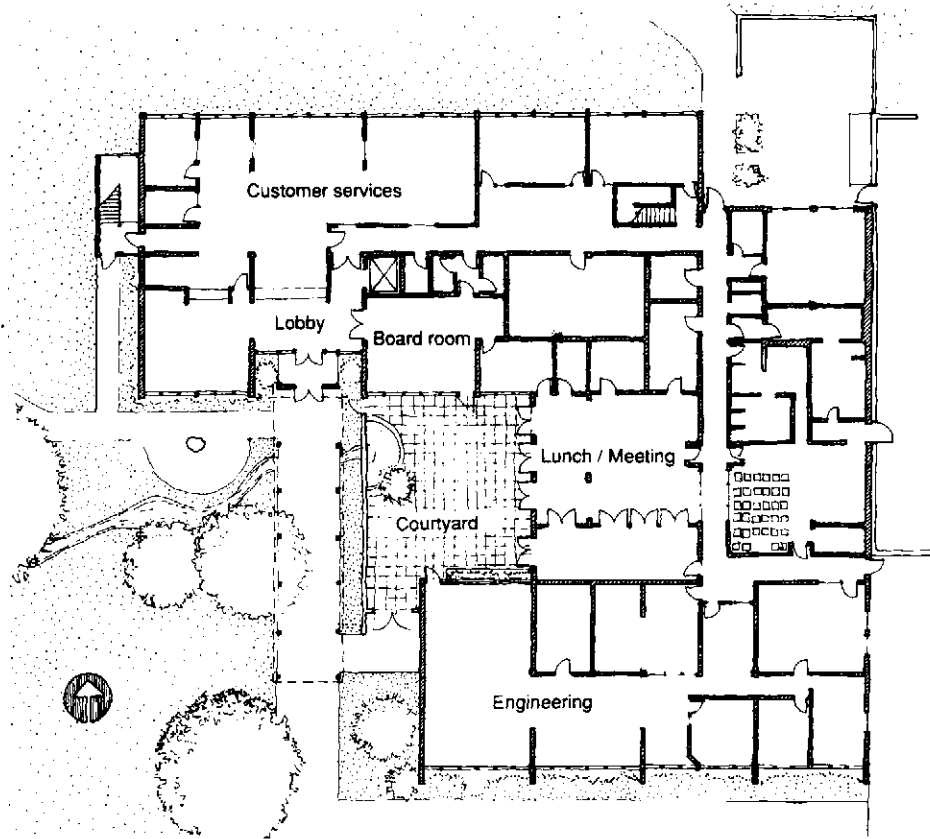 Customer services
Lobby
Board room
Lunch / Meeting
Courtyard
Engineering